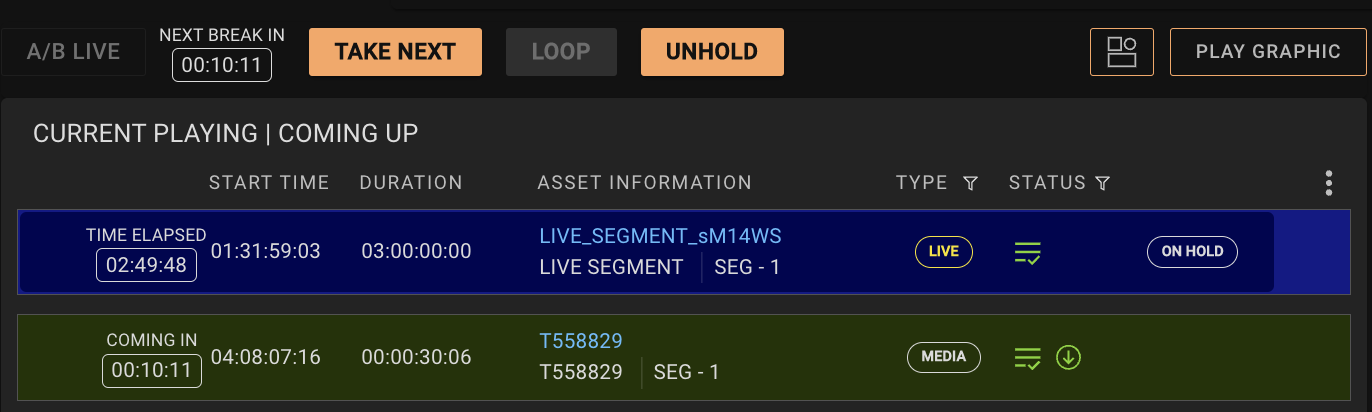 A/B LIVE
NEXT BREAK IN
00:10:11
TAKE NEXT
LOOP
UNHOLD
PLAY GRAPHIC
CURRENT PLAYING | COMING UP
START TIME DURATION ASSET INFORMATION TYPE STATUS
TIME ELAPSED
02:49:48
01:31:59:03
03:00:00:00
LIVE_SEGMENT_sM14WS
LIVE SEGMENT SEG - 1
LIVE
ON HOLD
COMING IN
00:10:11
04:08:07:16
00:00:30:06
T558829
T558829 SEG - 1
MEDIA